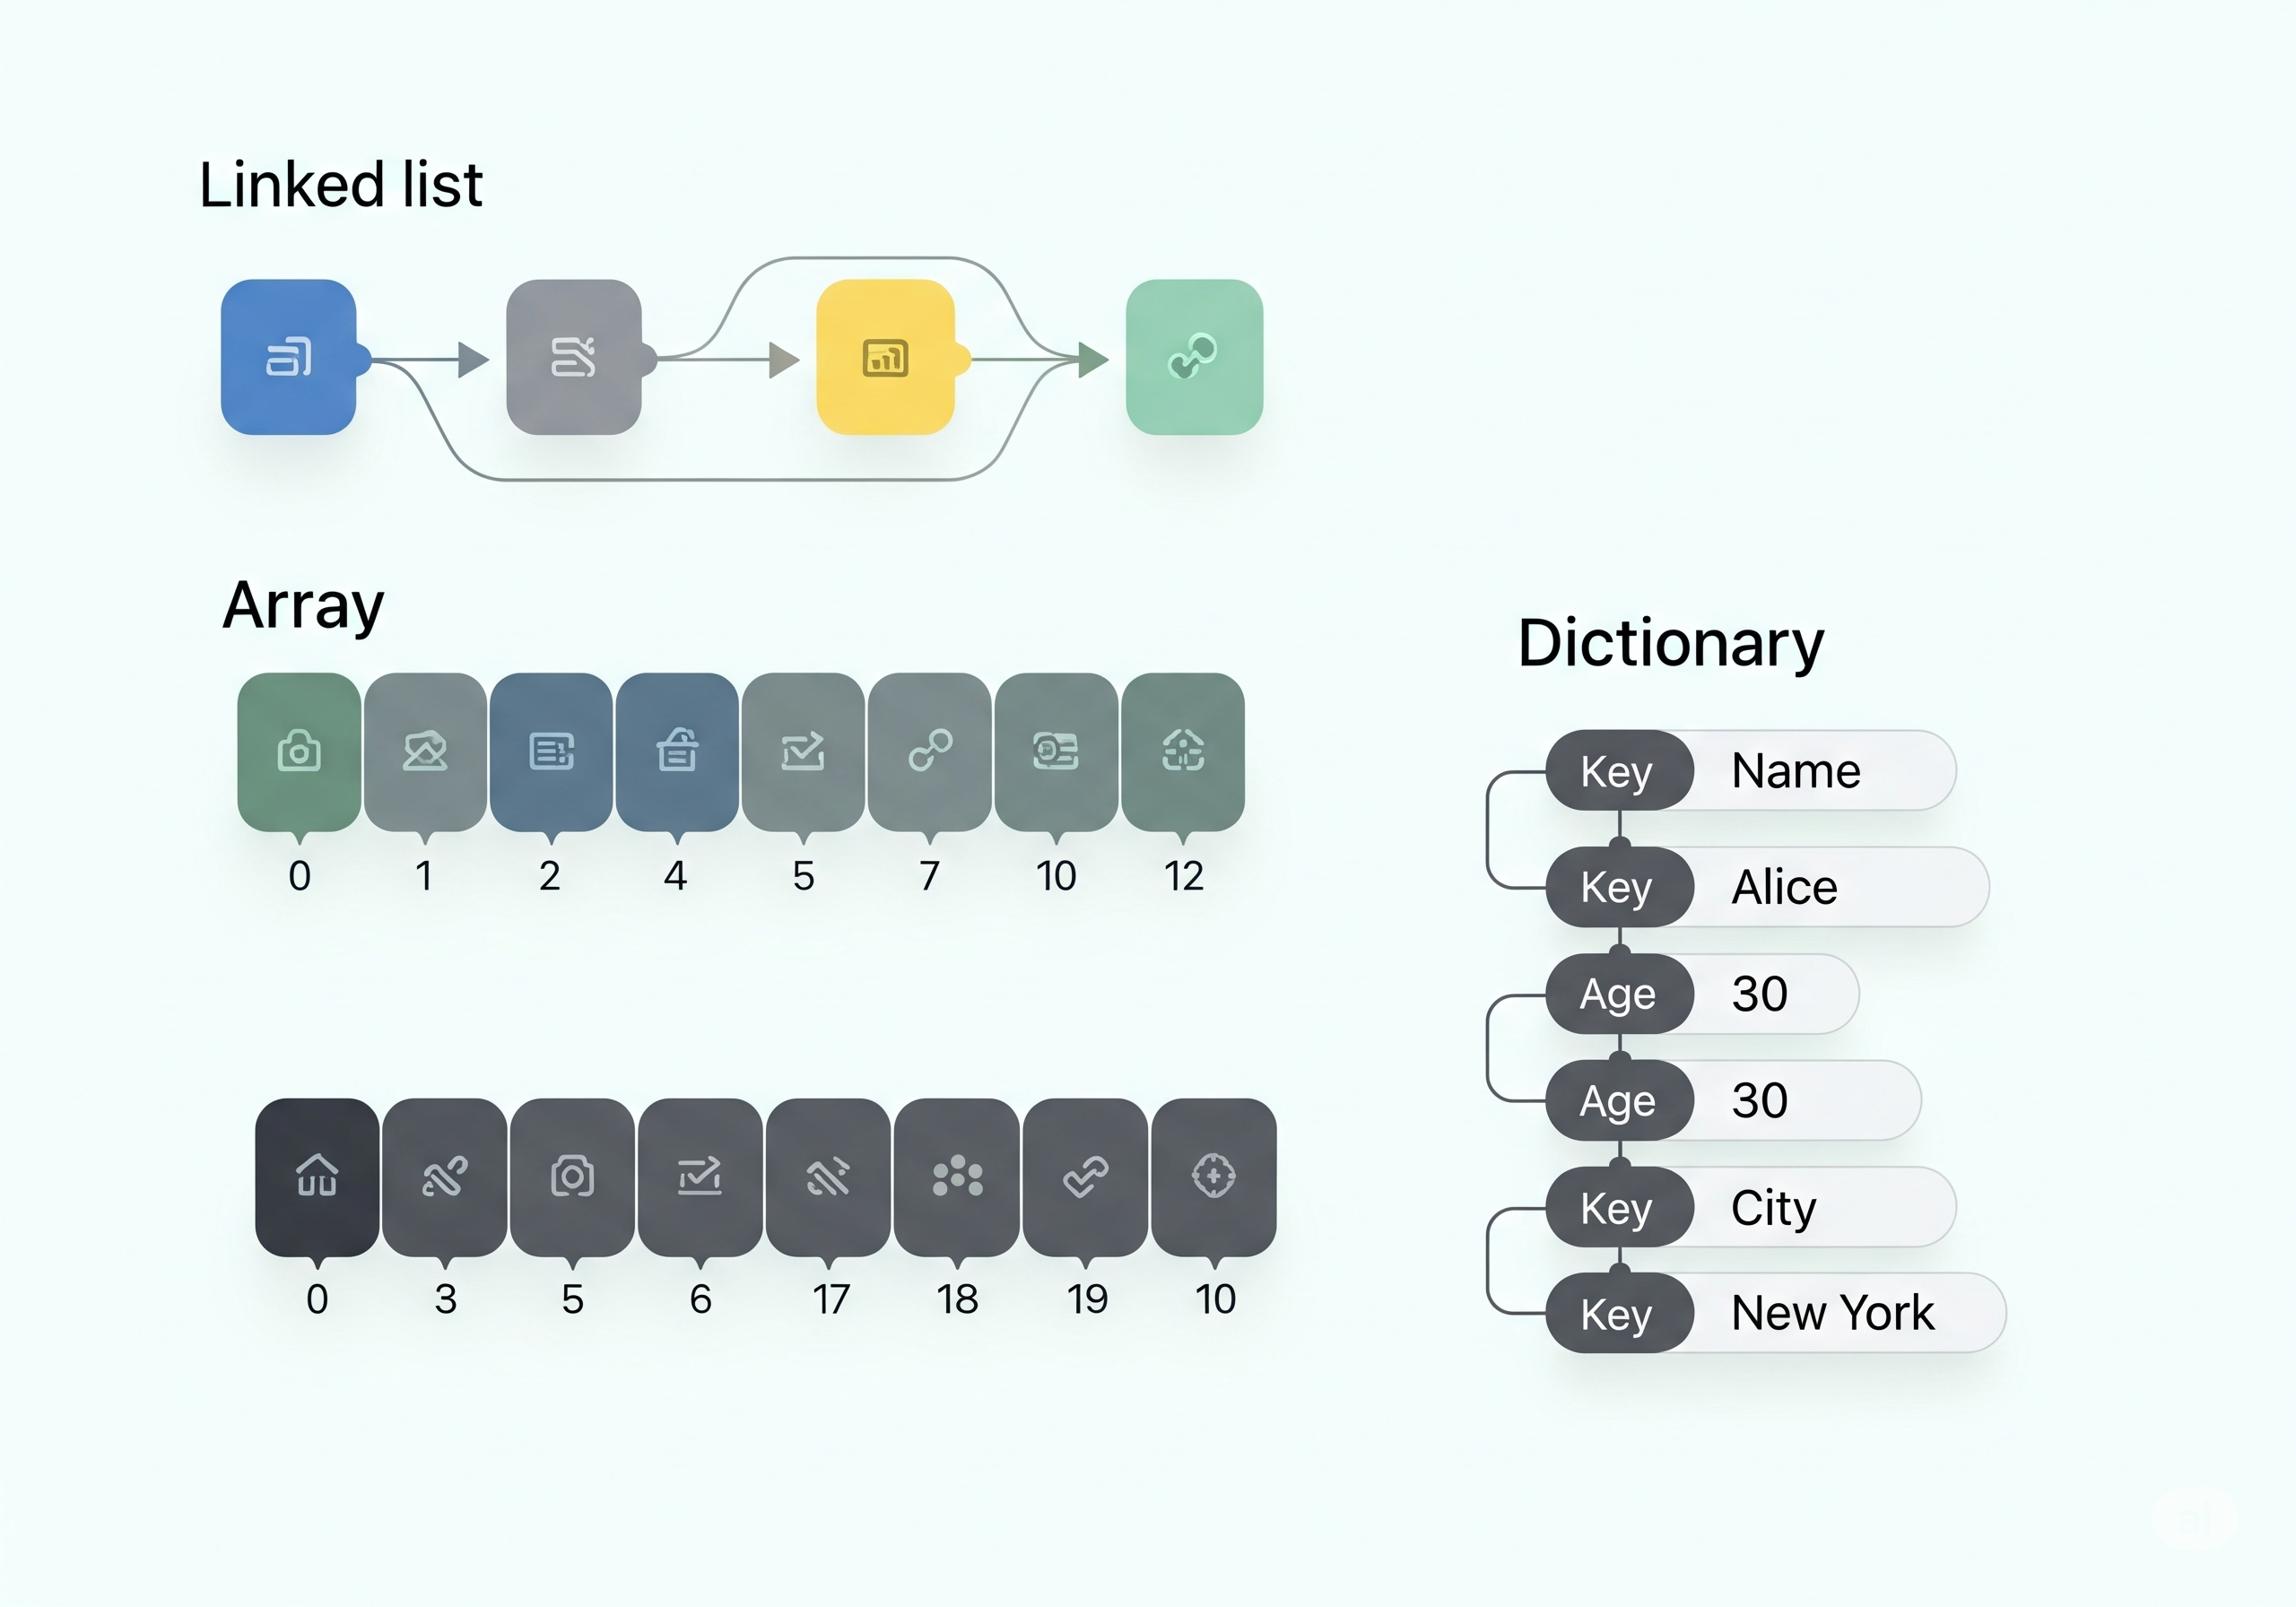 Linked list
Array
0 1 2 4 5 7 10 12
0 3 5 6 17 18 19 10
Dictionary
Key Name
Key Alice
Age 30
Age 30
Key City
Key New York